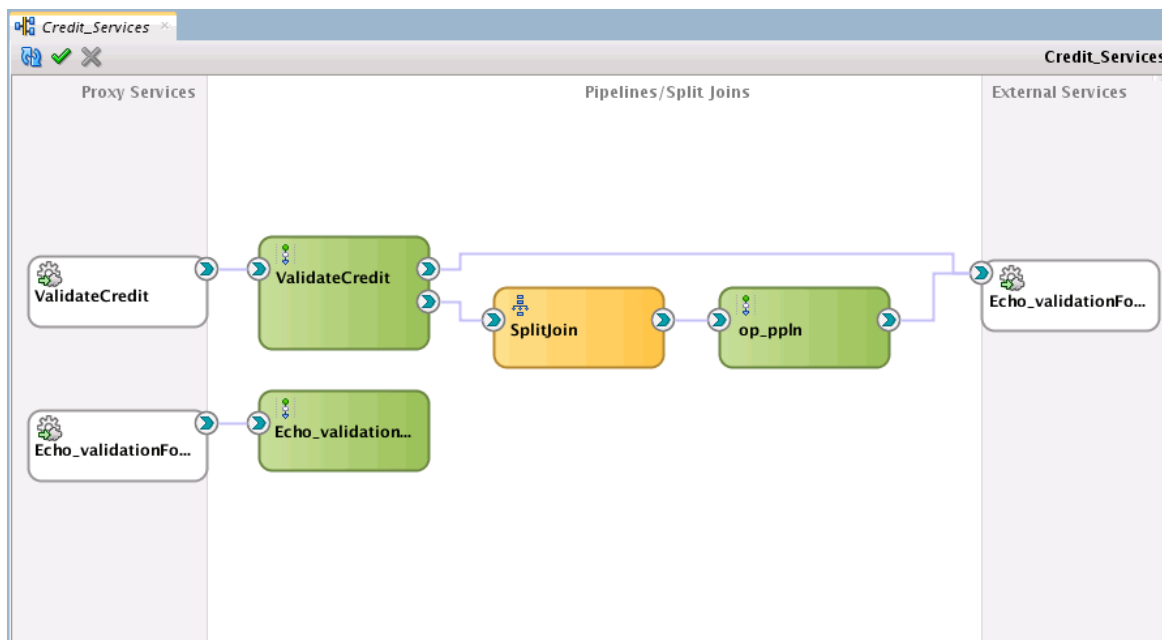 Credit_Services
Credit_Services
Proxy Services
Pipelines/Split Joins
External Services
ValidateCredit
ValidateCredit
SplitJoin
op_ppln
Echo_validationFo...
Echo_validationFo...
Echo_validation...